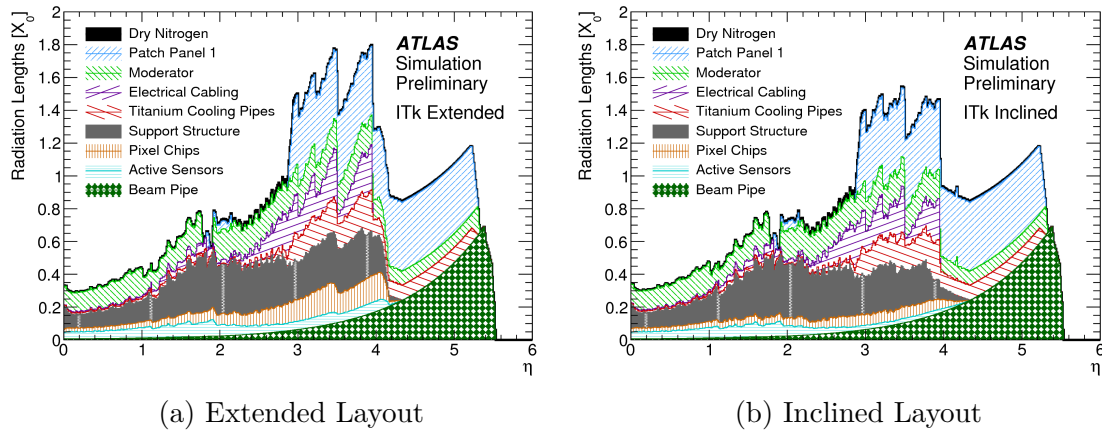 Radiation Lengths [X₀]
2
1.8
1.6
1.4
1.2
1
0.8
0.6
0.4
0.2
0
0 1 2 3 4 5 6
η
Dry Nitrogen
Patch Panel 1
Moderator
Electrical Cabling
Titanium Cooling Pipes
Support Structure
Pixel Chips
Active Sensors
Beam Pipe
ATLAS
Simulation
Preliminary
ITk Extended
(a) Extended Layout
Radiation Lengths [X₀]
2
1.8
1.6
1.4
1.2
1
0.8
0.6
0.4
0.2
0
0 1 2 3 4 5 6
η
Dry Nitrogen
Patch Panel 1
Moderator
Electrical Cabling
Titanium Cooling Pipes
Support Structure
Pixel Chips
Active Sensors
Beam Pipe
ATLAS
Simulation
Preliminary
ITk Inclined
(b) Inclined Layout